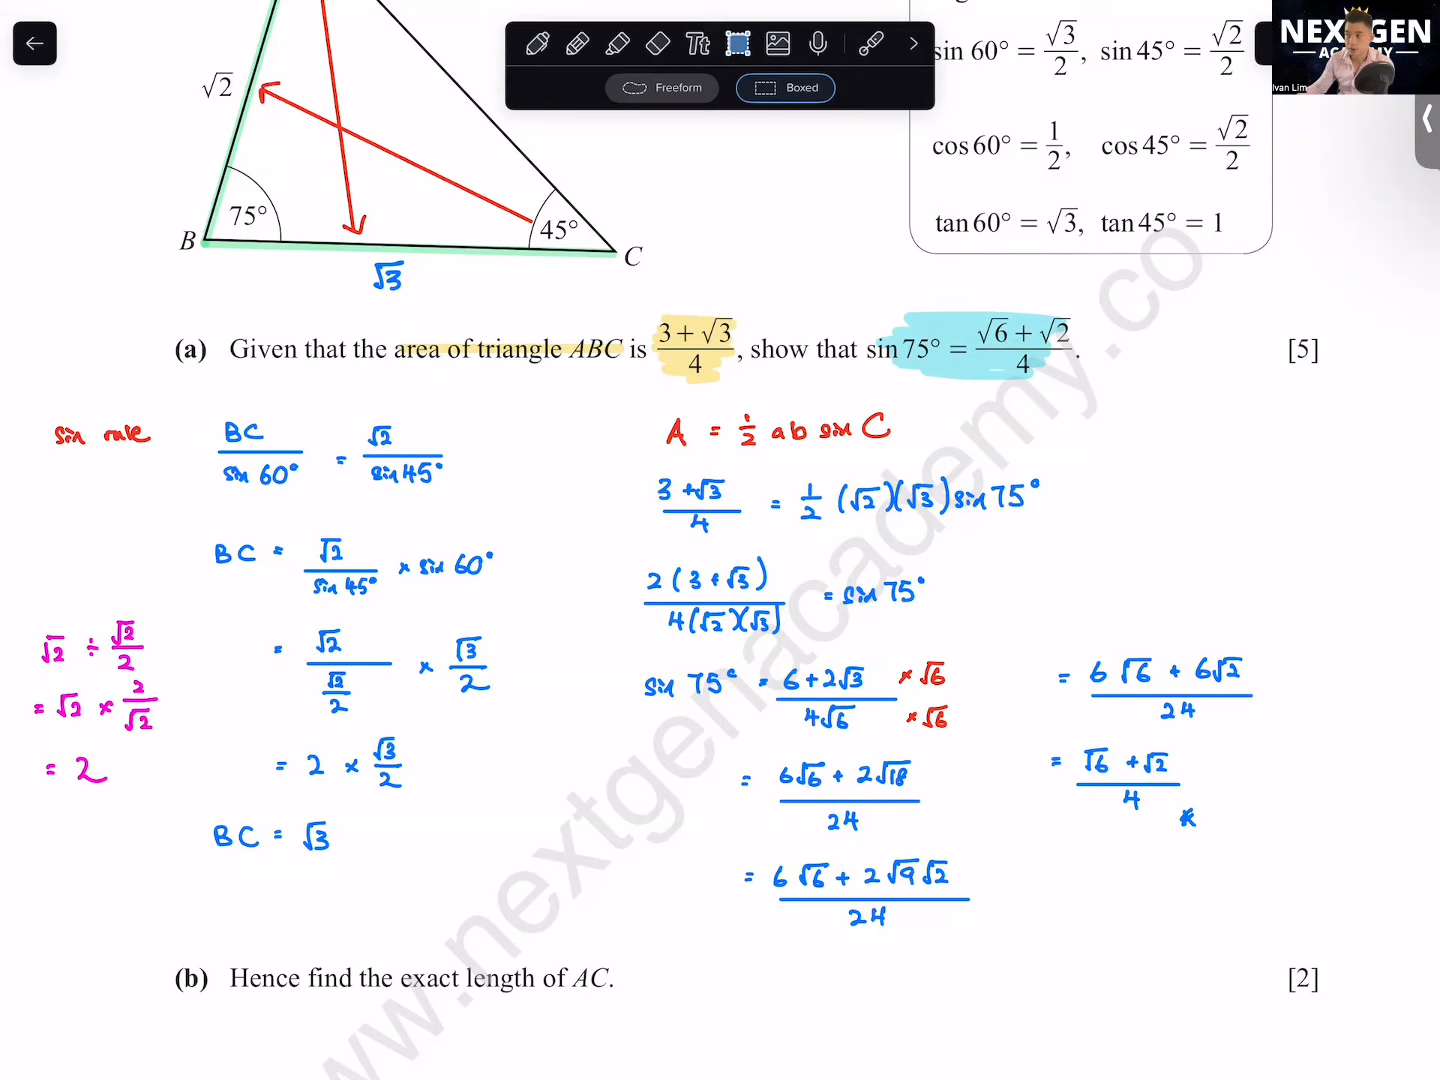 Tt
Freeform
Boxed
NEXTGEN
ACADEMY
Ivan Lim
sin 60° = √3/2, sin 45° = √2/2
cos 60° = 1/2, cos 45° = √2/2
tan 60° = √3, tan 45° = 1
√2
75°
45°
B
C
√3
(a) Given that the area of triangle ABC is (3 + √3)/4, show that sin 75° = (√6 + √2)/4. [5]
sin rule
BC/sin 60° = √2/sin 45°
BC = √2/sin 45° × sin 60°
= √2/(√2/2) × √3/2
= 2 × √3/2
BC = √3
√2 ÷ √2/2
= √2 × 2/√2
= 2
A = 1/2 ab sin C
(3 + √3)/4 = 1/2 (√2)(√3) sin 75°
2(3 + √3)/4(√2)(√3) = sin 75°
sin 75° = (6 + 2√3)/4√6 × √6 × √6
= (6√6 + 2√18)/24
= (6√6 + 2√9√2)/24
= (6√6 + 6√2)/24
= (√6 + √2)/4
(b) Hence find the exact length of AC. [2]
www.nextgenacademy.co